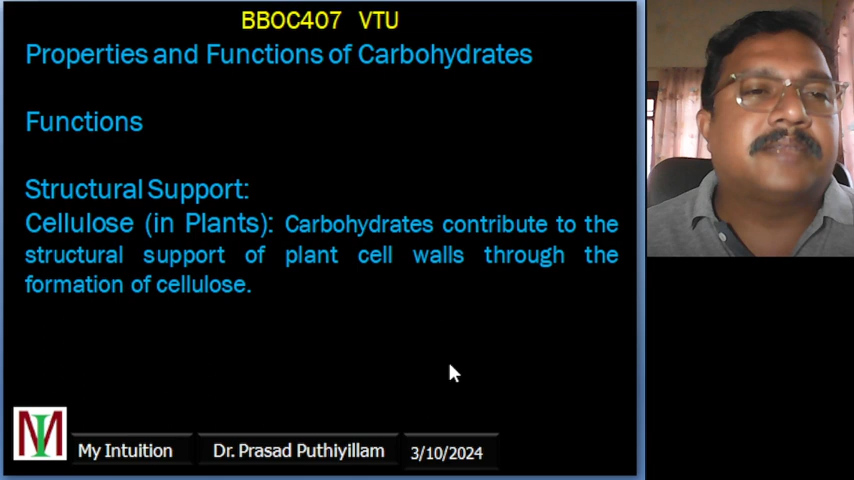 BBOC407 VTU
Properties and Functions of Carbohydrates
Functions
Structural Support:
Cellulose (in Plants): Carbohydrates contribute to the
structural support of plant cell walls through the
formation of cellulose.
MI
My Intuition
Dr. Prasad Puthiyillam
3/10/2024